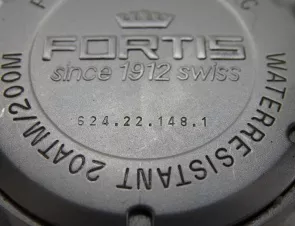 FORTIS
since 1912 swiss
624.22.148.1
WATERRESISTANT 20ATM/200M